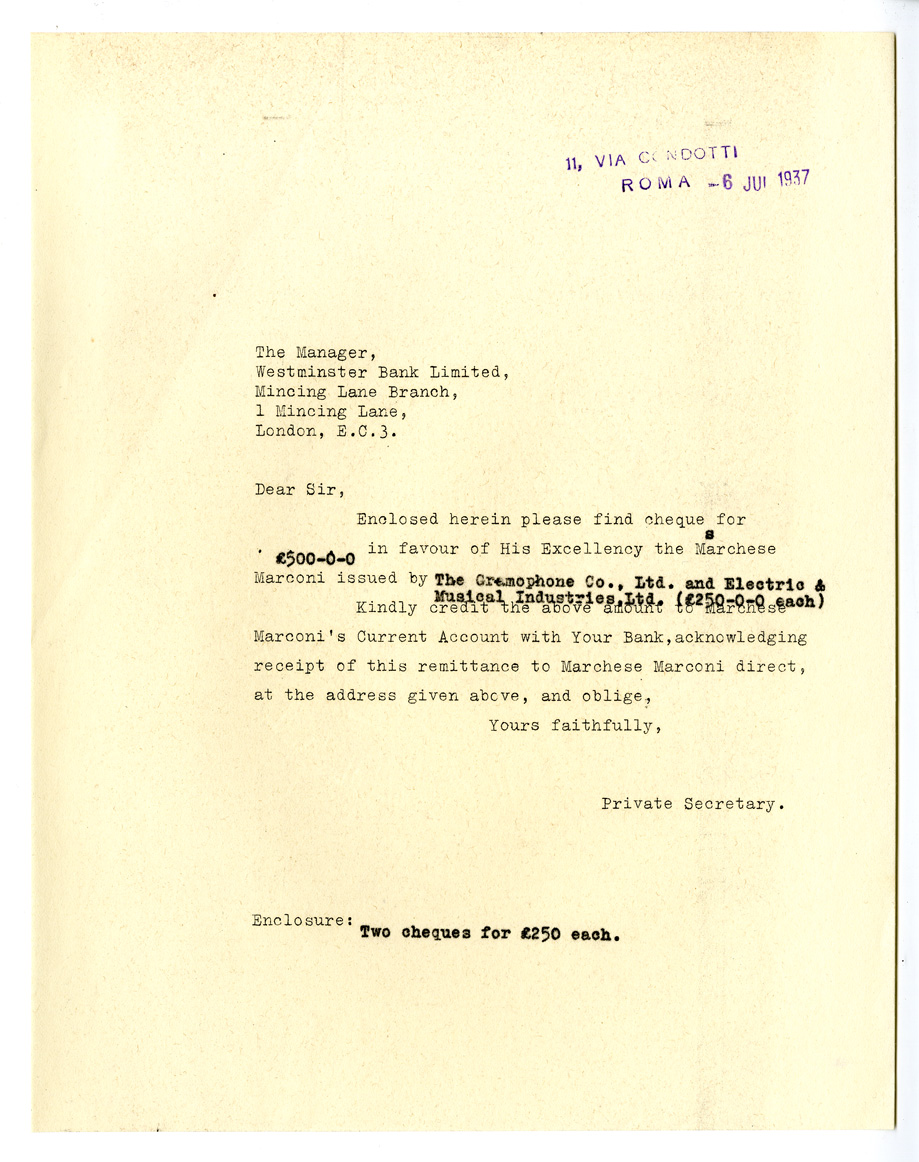 11, VIA CONDOTTI
ROMA -6 JUL 1937
The Manager,
Westminster Bank Limited,
Mincing Lane Branch,
1 Mincing Lane,
London, E.C.3.
Dear Sir,
Enclosed herein please find cheques for
£500-0-0 in favour of His Excellency the Marchese
Marconi issued by The Gramophone Co., Ltd. and Electric &
Musical Industries,Ltd. (£250-0-0 each)
Kindly credit the above amount to Marchese
Marconi's Current Account with Your Bank,acknowledging
receipt of this remittance to Marchese Marconi direct,
at the address given above, and oblige,
Yours faithfully,
Private Secretary.
Enclosure:
Two cheques for £250 each.